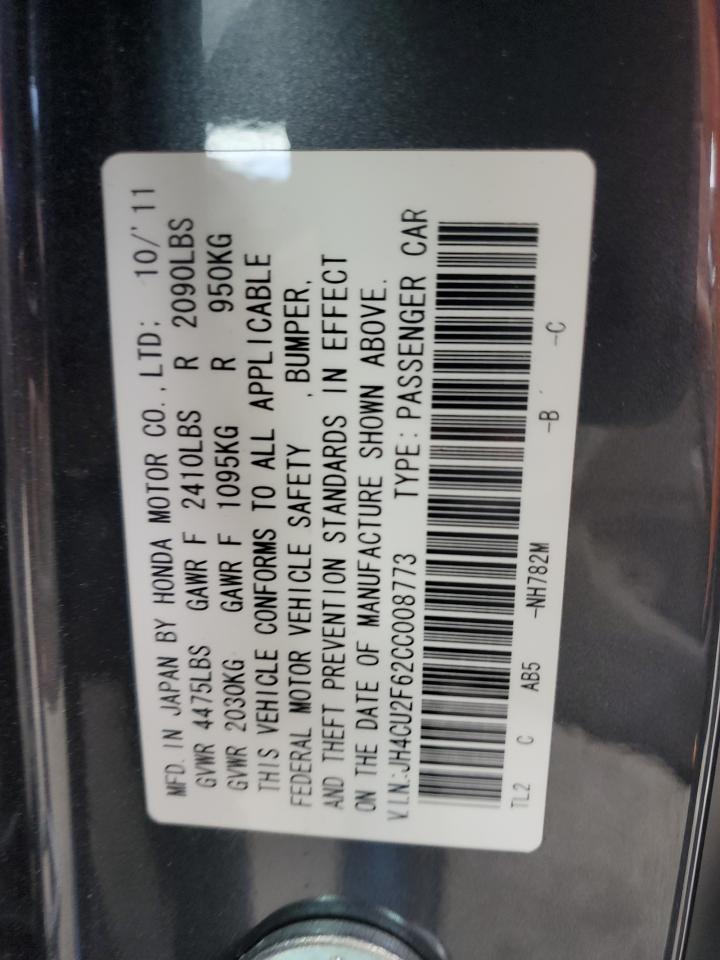 MFD. IN JAPAN BY HONDA MOTOR CO., LTD: 10/'11
GVWR 4475LBS GAWR F 2410LBS R 2090LBS
GVWR 2030KG GAWR F 1095KG R 950KG
THIS VEHICLE CONFORMS TO ALL APPLICABLE
FEDERAL MOTOR VEHICLE SAFETY , BUMPER,
AND THEFT PREVENTION STANDARDS IN EFFECT
ON THE DATE OF MANUFACTURE SHOWN ABOVE.
V.I.N.:JH4CU2F62CC008773 TYPE: PASSENGER CAR
TL2 C AB5 -NH782M -B -C